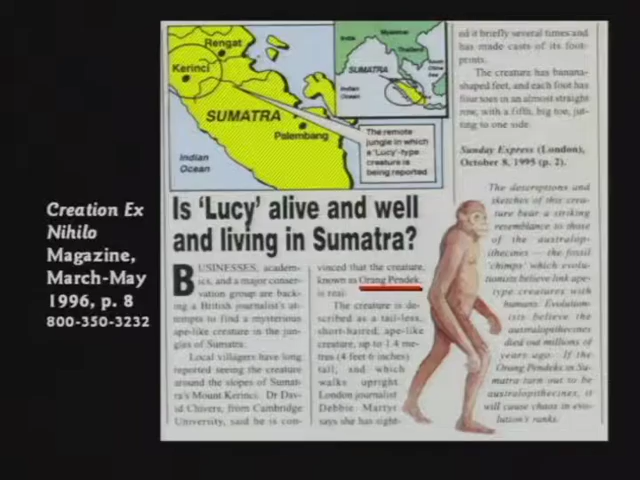 Creation Ex
Nihilo
Magazine,
March-May
1996, p. 8
800-350-3232
Rengat
Kerinci
SUMATRA
Palembang
Indian
Ocean
India
Myanmar
Thailand
South
China
Sea
SUMATRA
Indian
Ocean
The remote
jungle in which
a 'Lucy'-type
creature is
being reported
Is 'Lucy' alive and well
and living in Sumatra?
BUSINESSES, academ-
ics, and a major conser-
vation group are back-
ing a British journalist's at-
tempts to find a mysterious
ape-like creature in the jun-
gles of Sumatra.
Local villagers have long
reported seeing the creature
around the slopes of Sumat-
ra's Mount Kerinci. Dr Dav-
id Chivers, from Cambridge
University, said he is con-
vinced that the creature,
known as Orang Pendek,
is real.
The creature is de-
scribed as a tail-less,
short-haired, ape-like
creature, up to 1.4 me-
tres (4 feet 6 inches)
tall, and which
walks upright.
London journalist
Debbie Martyr
says she has sight-
ed it briefly several times and
has made casts of its foot-
prints.
The creature has banana-
shaped feet, and each foot has
four toes in an almost straight
row, with a fifth, big toe, jut-
ting to one side.
Sunday Express (London),
October 8, 1995 (p. 2).
The descriptions and
sketches of this crea-
ture bear a striking
resemblance to those
of the australop-
ithecines — the fossil
'chimps' which evolu-
tionists believe link ape-
type creatures with
humans. Evolution-
ists believe the
australopithecines
died out millions of
years ago. If the
Orang Pendeks in Su-
matra turn out to be
australopithecines, it
will cause chaos in evo-
lution's ranks.